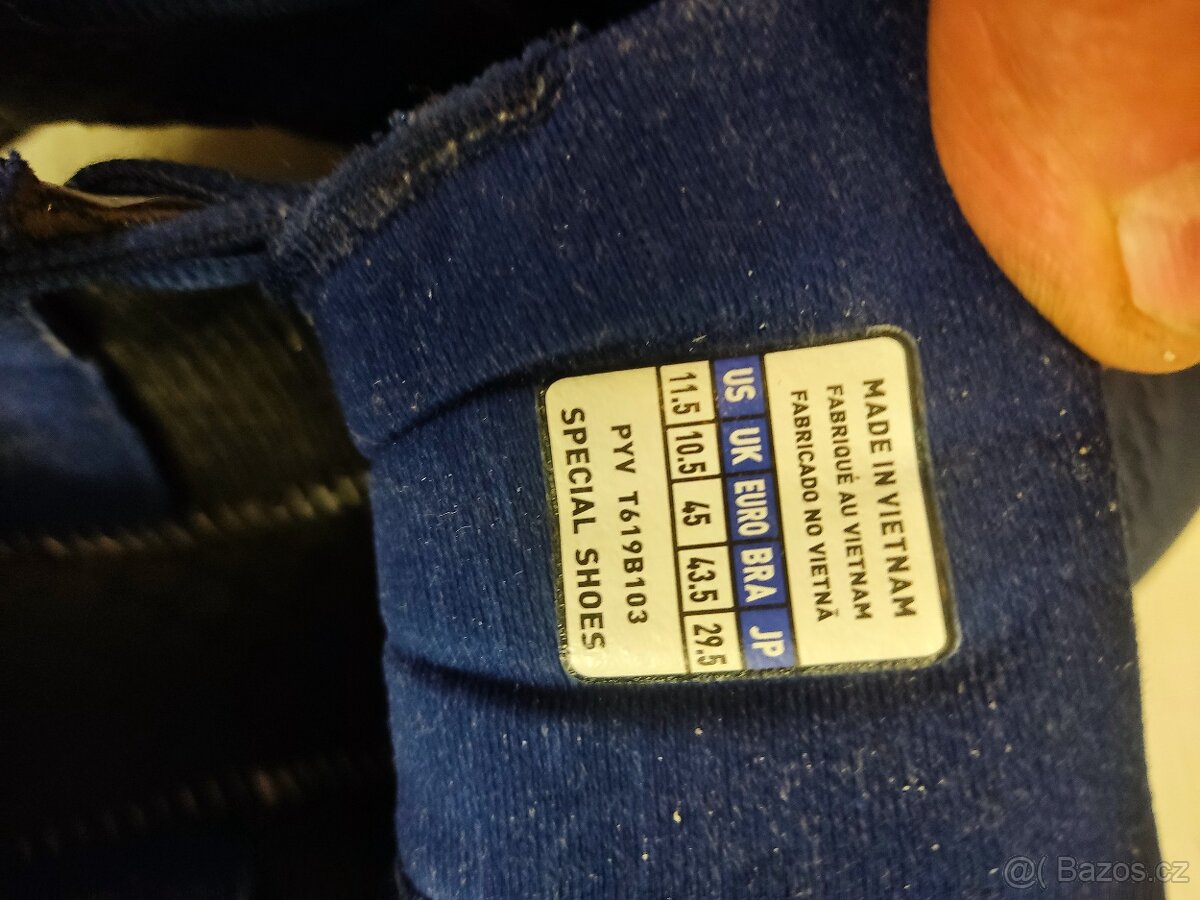 MADE IN VIETNAM
FABRIQUÉ AU VIETNAM
FABRICADO NO VIETNÃ
US UK EURO BRA JP
11.5 10.5 45 43.5 29.5
PYV T619B103
SPECIAL SHOES
@( Bazos.cz